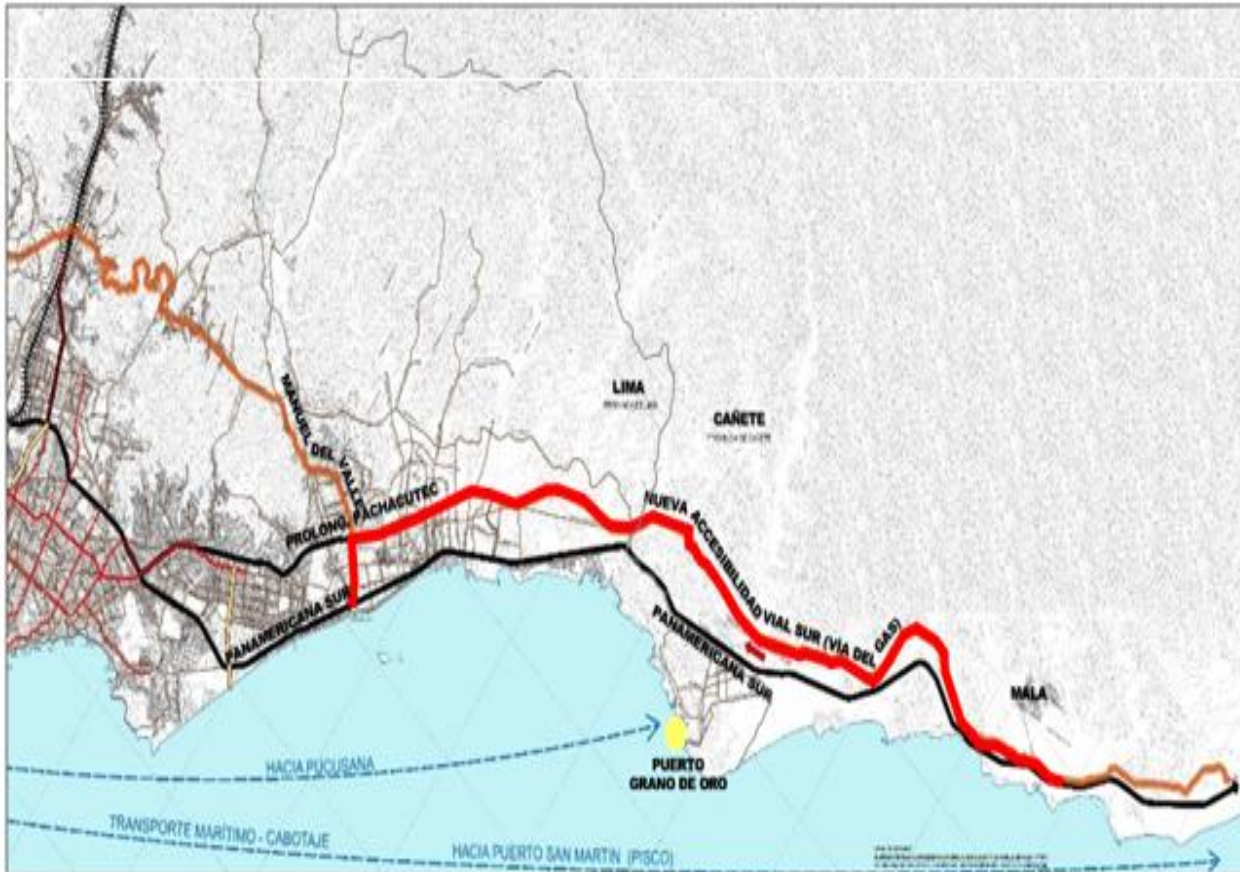 LIMA
CAÑETE
MANUEL DEL VALLE
PROLONG. PACHACUTEC
NUEVA ACCESIBILIDAD VIAL SUR (VIA DEL GAS)
PANAMERICANA SUR
PANAMERICANA SUR
MALA
PUERTO
GRANO DE ORO
HACIA PUCUSANA
TRANSPORTE MARÍTIMO - CABOTAJE
HACIA PUERTO SAN MARTIN (PISCO)